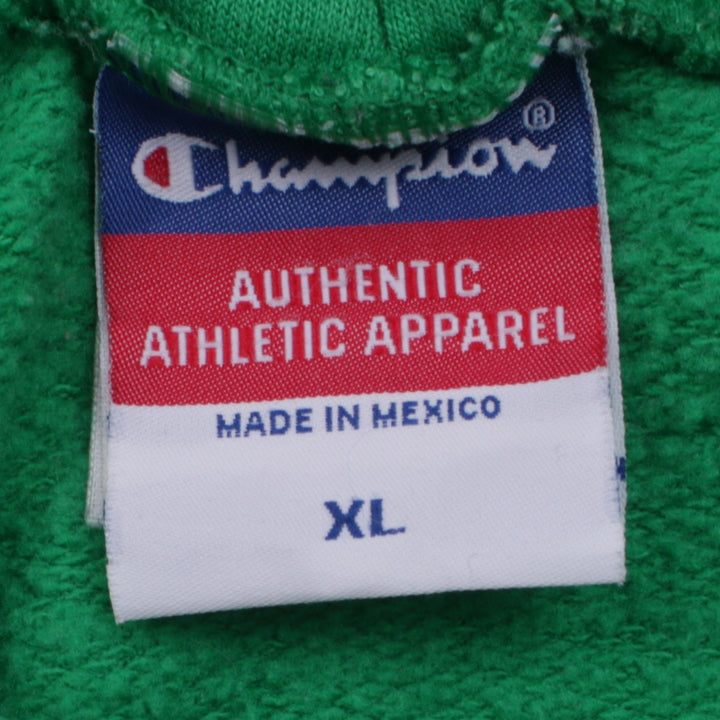 Champion®
AUTHENTIC
ATHLETIC APPAREL
MADE IN MEXICO
XL